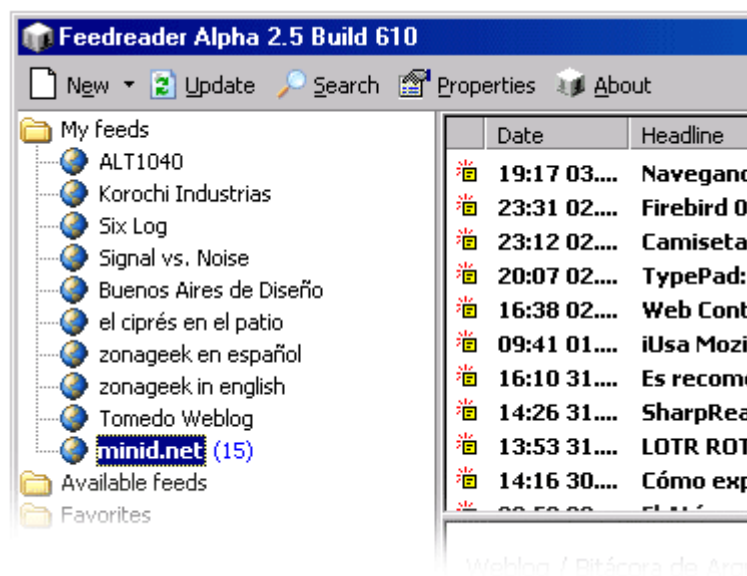 Feedreader Alpha 2.5 Build 610
New Update Search Properties About
My feeds
ALT1040
Korochi Industrias
Six Log
Signal vs. Noise
Buenos Aires de Diseño
el ciprés en el patio
zonageek en español
zonageek in english
Tomedo Weblog
minid.net (15)
Available feeds
Favorites
Date Headline
19:17 03....
23:31 02.... Firebird 0
23:12 02.... Camiseta
20:07 02.... TypePad:
16:38 02.... Web Cont
09:41 01.... iUsa Mozi
16:10 31.... Es recom
14:26 31.... SharpRea
13:53 31.... LOTR ROT
14:16 30.... Cómo exp
Weblog / Bitácora de